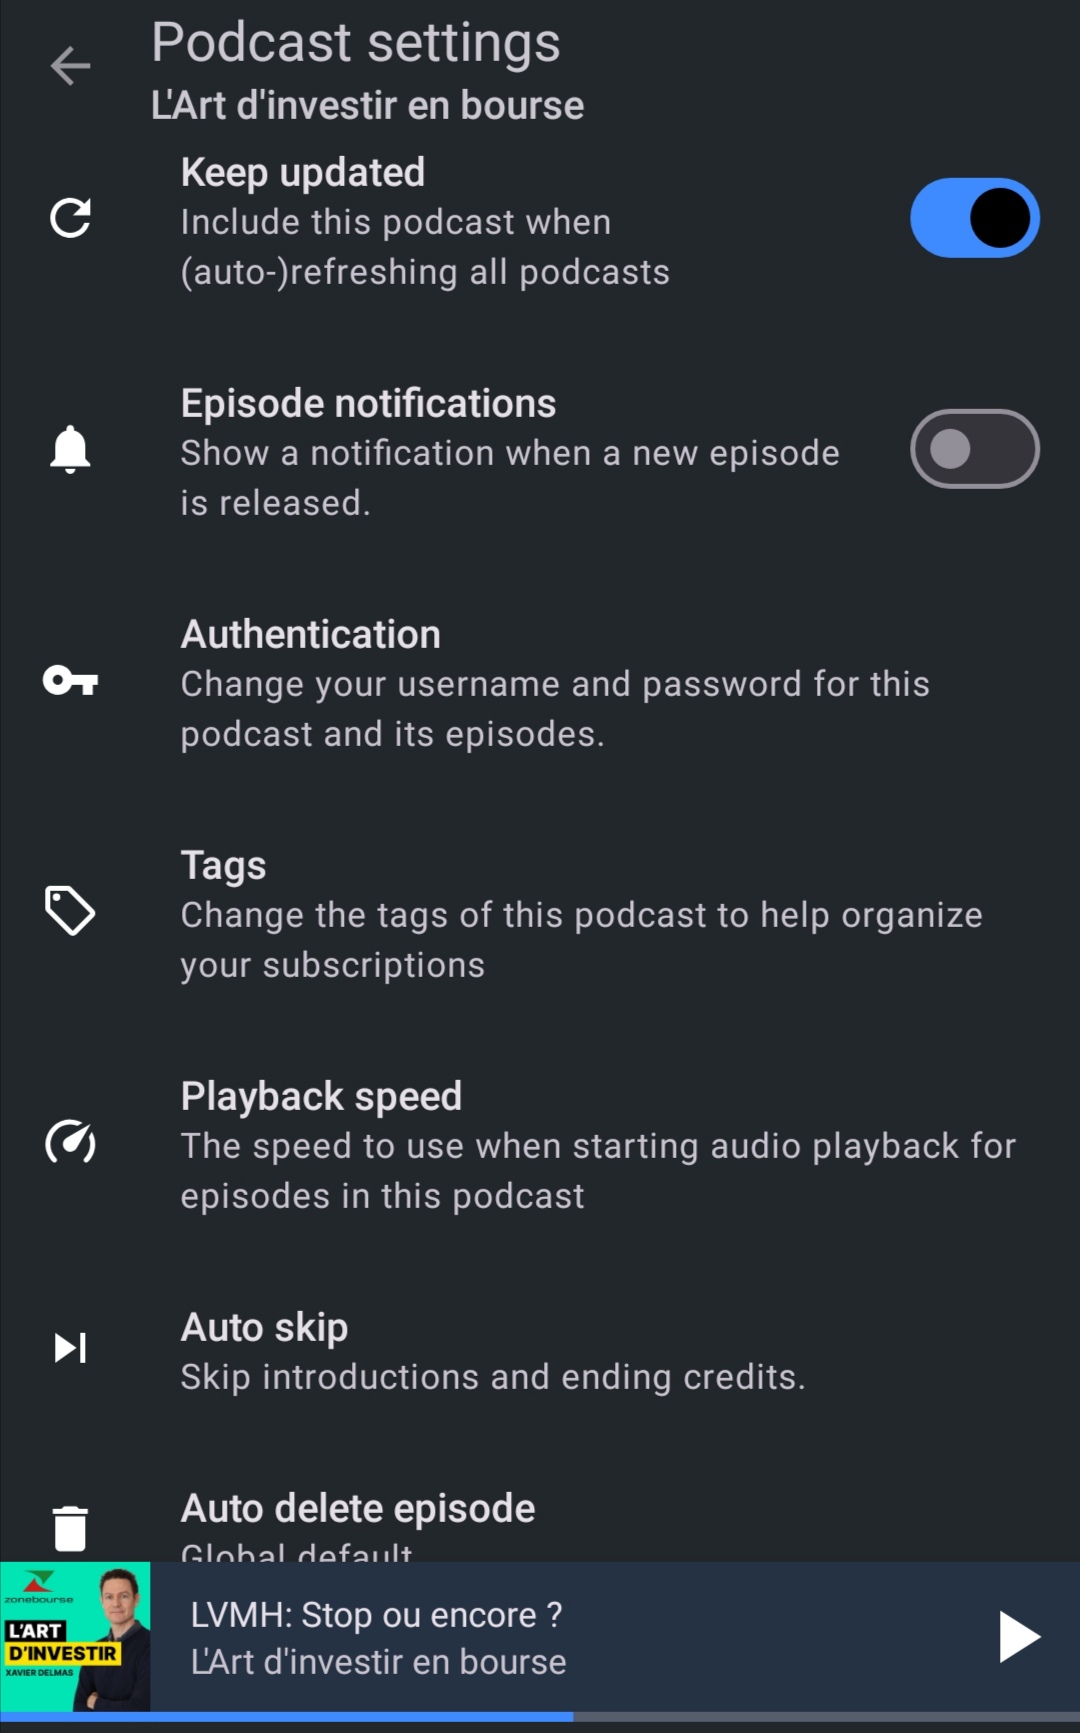 Podcast settings
L'Art d'investir en bourse
Keep updated
Include this podcast when
(auto-)refreshing all podcasts
Episode notifications
Show a notification when a new episode
is released.
Authentication
Change your username and password for this
podcast and its episodes.
Tags
Change the tags of this podcast to help organize
your subscriptions
Playback speed
The speed to use when starting audio playback for
episodes in this podcast
Auto skip
Skip introductions and ending credits.
Auto delete episode
Global default
zonebourse
L'ART
D'INVESTIR
XAVIER DELMAS
LVMH: Stop ou encore ?
L'Art d'investir en bourse